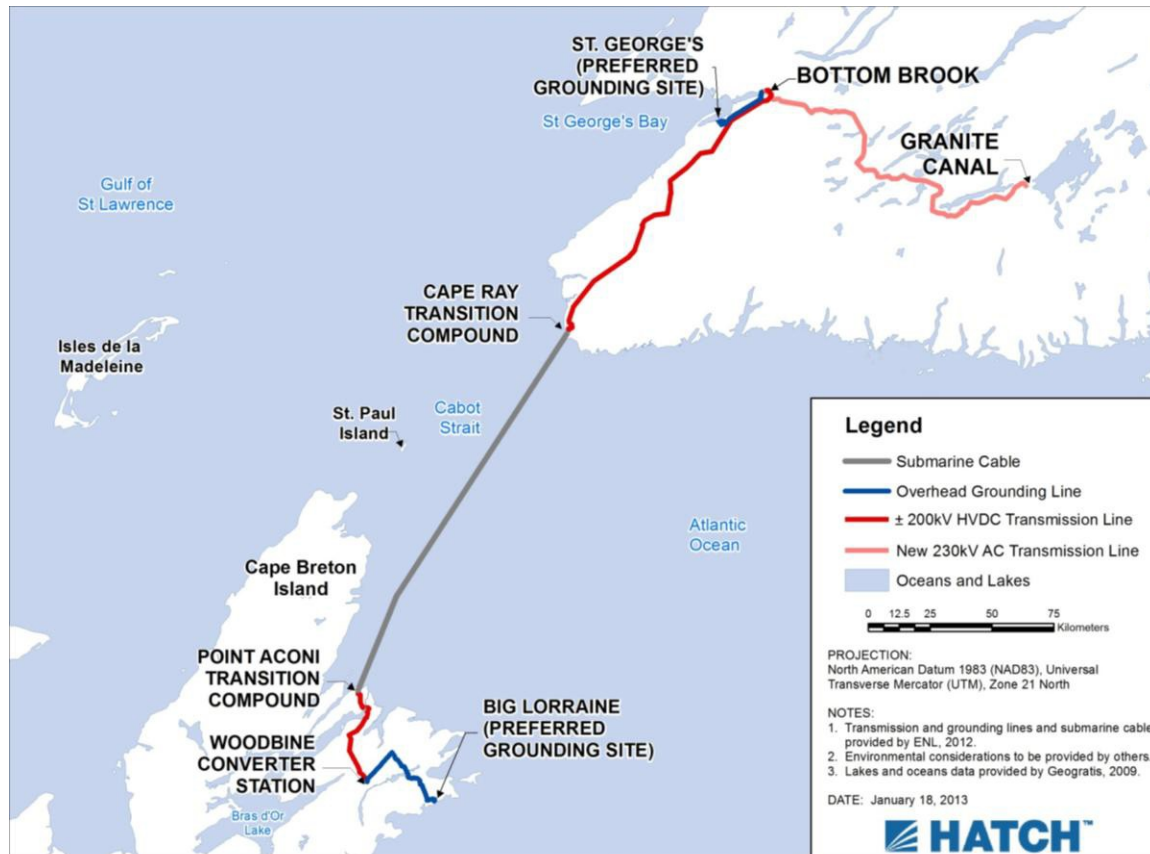 ST. GEORGE'S
(PREFERRED
GROUNDING SITE)
BOTTOM BROOK
St George's Bay
GRANITE
CANAL
Gulf of
St Lawrence
CAPE RAY
TRANSITION
COMPOUND
Isles de la
Madeleine
St. Paul
Island
Cabot
Strait
Atlantic
Ocean
Cape Breton
Island
POINT ACONI
TRANSITION
COMPOUND
BIG LORRAINE
(PREFERRED
GROUNDING SITE)
WOODBINE
CONVERTER
STATION
Bras d'Or
Lake
Legend
Submarine Cable
Overhead Grounding Line
± 200kV HVDC Transmission Line
New 230kV AC Transmission Line
Oceans and Lakes
0 12.5 25 50 75
Kilometers
PROJECTION:
North American Datum 1983 (NAD83), Universal
Transverse Mercator (UTM), Zone 21 North
NOTES:
1. Transmission and grounding lines and submarine cable
provided by ENL, 2012.
2. Environmental considerations to be provided by others.
3. Lakes and oceans data provided by Geogratis, 2009.
DATE: January 18, 2013
HATCH™